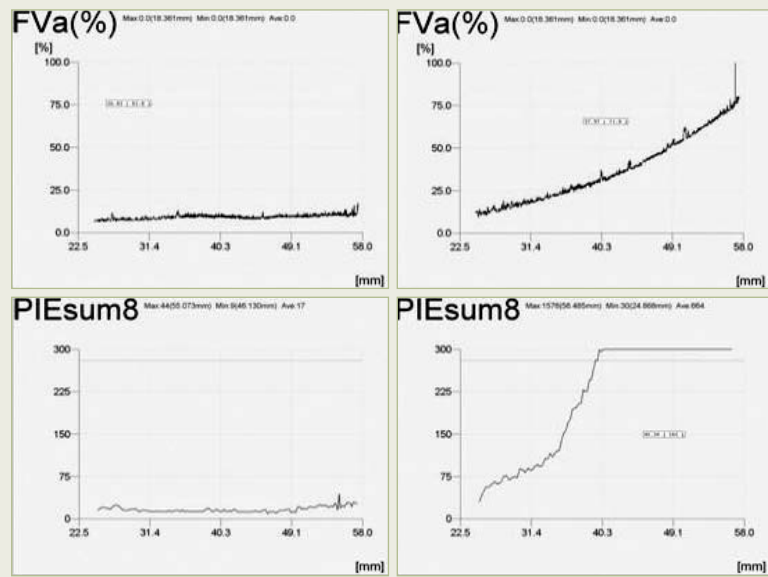 FVa(%) Max:0.0(18.361mm) Min:0.0(18.361mm) Ave:0.0
[%]
100.0
75.0
50.0
25.0
0.0
22.5 31.4 40.3 49.1 58.0
[mm]
FVa(%) Max:0.0(18.361mm) Min:0.0(18.361mm) Ave:0.0
[%]
100.0
75.0
50.0
25.0
0.0
22.5 31.4 40.3 49.1 58.0
[mm]
PIEsum8 Max:44(55.073mm) Min:9(46.130mm) Ave:17
300
225
150
75
0
22.5 31.4 40.3 49.1 58.0
[mm]
PIEsum8 Max:1576(56.485mm) Min:30(24.868mm) Ave:664
300
225
150
75
0
22.5 31.4 40.3 49.1 58.0
[mm]